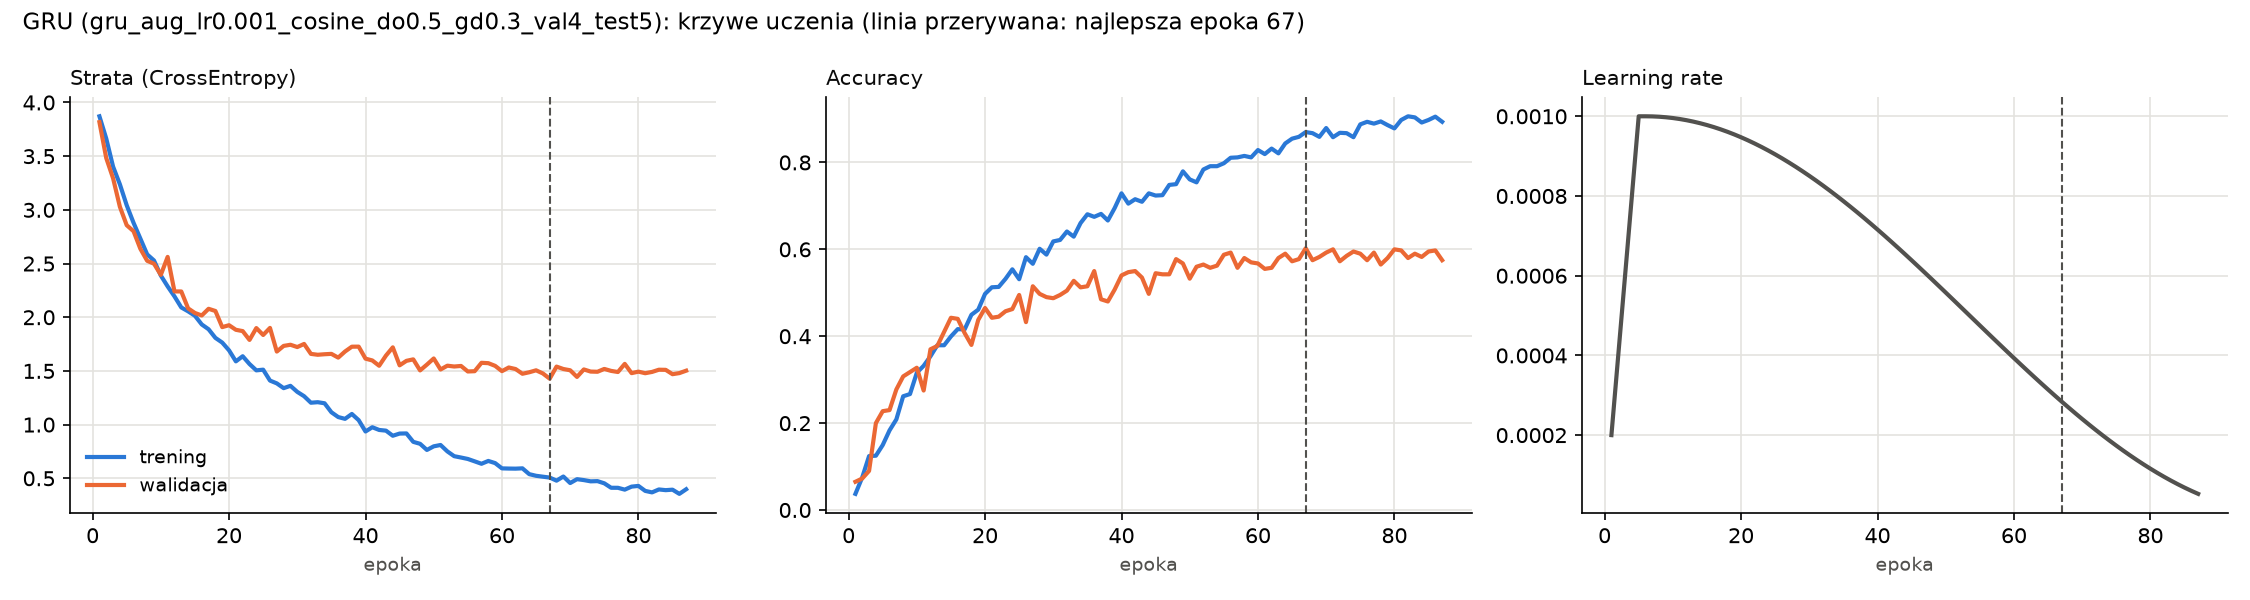 GRU (gru_aug_lr0.001_cosine_do0.5_gd0.3_val4_test5): krzywe uczenia (linia przerywana: najlepsza epoka 67)
Strata (CrossEntropy)
4.0
3.5
3.0
2.5
2.0
1.5
1.0
0.5
trening
walidacja
0 20 40 60 80
epoka
Accuracy
0.8
0.6
0.4
0.2
0.0
0 20 40 60 80
epoka
Learning rate
0.0010
0.0008
0.0006
0.0004
0.0002
0 20 40 60 80
epoka